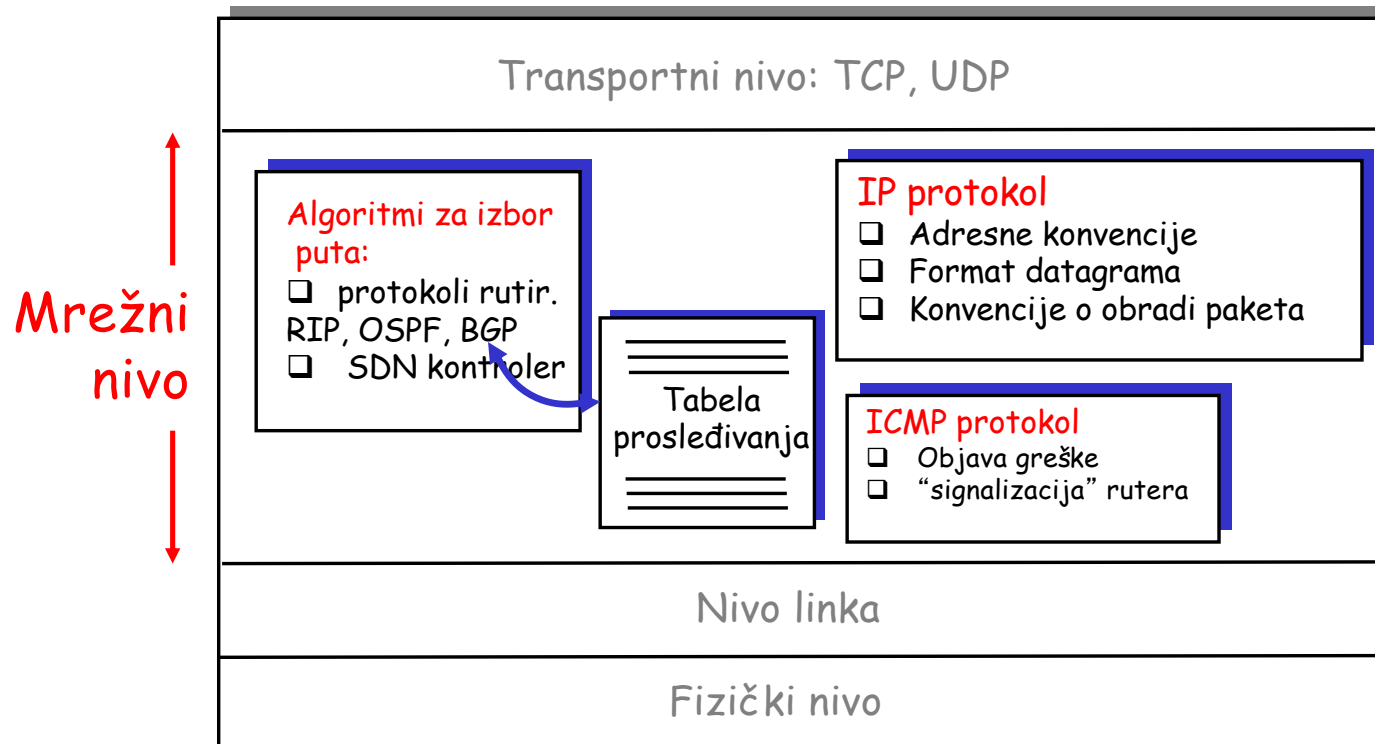 Transportni nivo: TCP, UDP
Mrežni
nivo
Algoritmi za izbor
puta:
❑ protokoli rutir.
RIP, OSPF, BGP
❑ SDN kontroler
Tabela
prosleđivanja
IP protokol
❑ Adresne konvencije
❑ Format datagrama
❑ Konvencije o obradi paketa
ICMP protokol
❑ Objava greške
❑ “signalizacija” rutera
Nivo linka
Fizički nivo